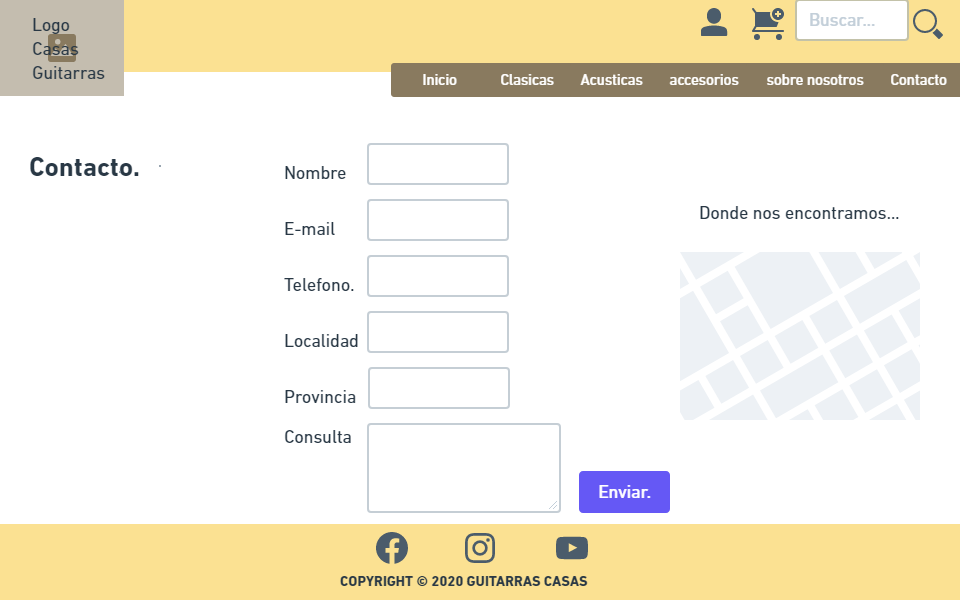 Logo
Casas
Guitarras
Buscar...
Inicio Clasicas Acusticas accesorios sobre nosotros Contacto
Contacto.
Nombre
E-mail
Telefono.
Localidad
Provincia
Consulta
Enviar.
Donde nos encontramos...
COPYRIGHT © 2020 GUITARRAS CASAS